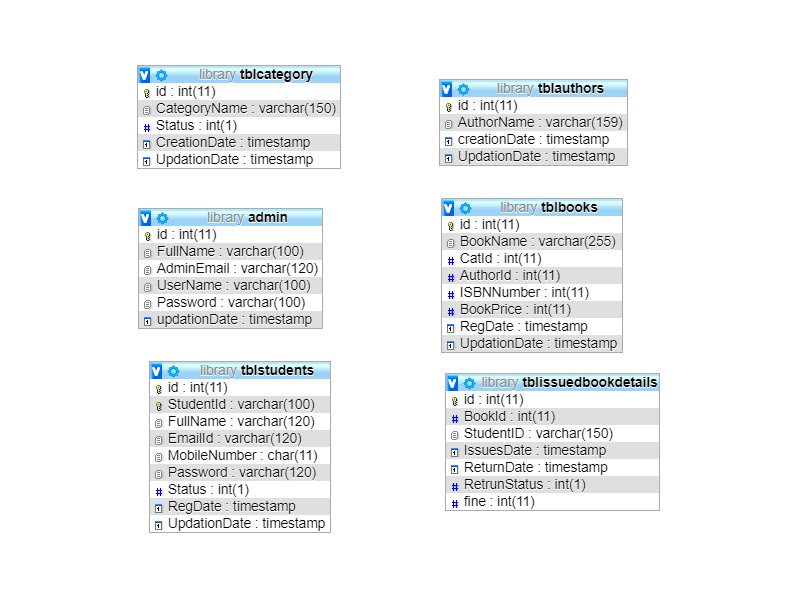 library tblcategory
id : int(11)
CategoryName : varchar(150)
Status : int(1)
CreationDate : timestamp
UpdationDate : timestamp
library tblauthors
id : int(11)
AuthorName : varchar(159)
creationDate : timestamp
UpdationDate : timestamp
library admin
id : int(11)
FullName : varchar(100)
AdminEmail : varchar(120)
UserName : varchar(100)
Password : varchar(100)
updationDate : timestamp
library tblbooks
id : int(11)
BookName : varchar(255)
CatId : int(11)
AuthorId : int(11)
ISBNNumber : int(11)
BookPrice : int(11)
RegDate : timestamp
UpdationDate : timestamp
library tblstudents
id : int(11)
StudentId : varchar(100)
FullName : varchar(120)
EmailId : varchar(120)
MobileNumber : char(11)
Password : varchar(120)
Status : int(1)
RegDate : timestamp
UpdationDate : timestamp
library tblissuedbookdetails
id : int(11)
BookId : int(11)
StudentID : varchar(150)
IssuesDate : timestamp
ReturnDate : timestamp
RetrunStatus : int(1)
fine : int(11)